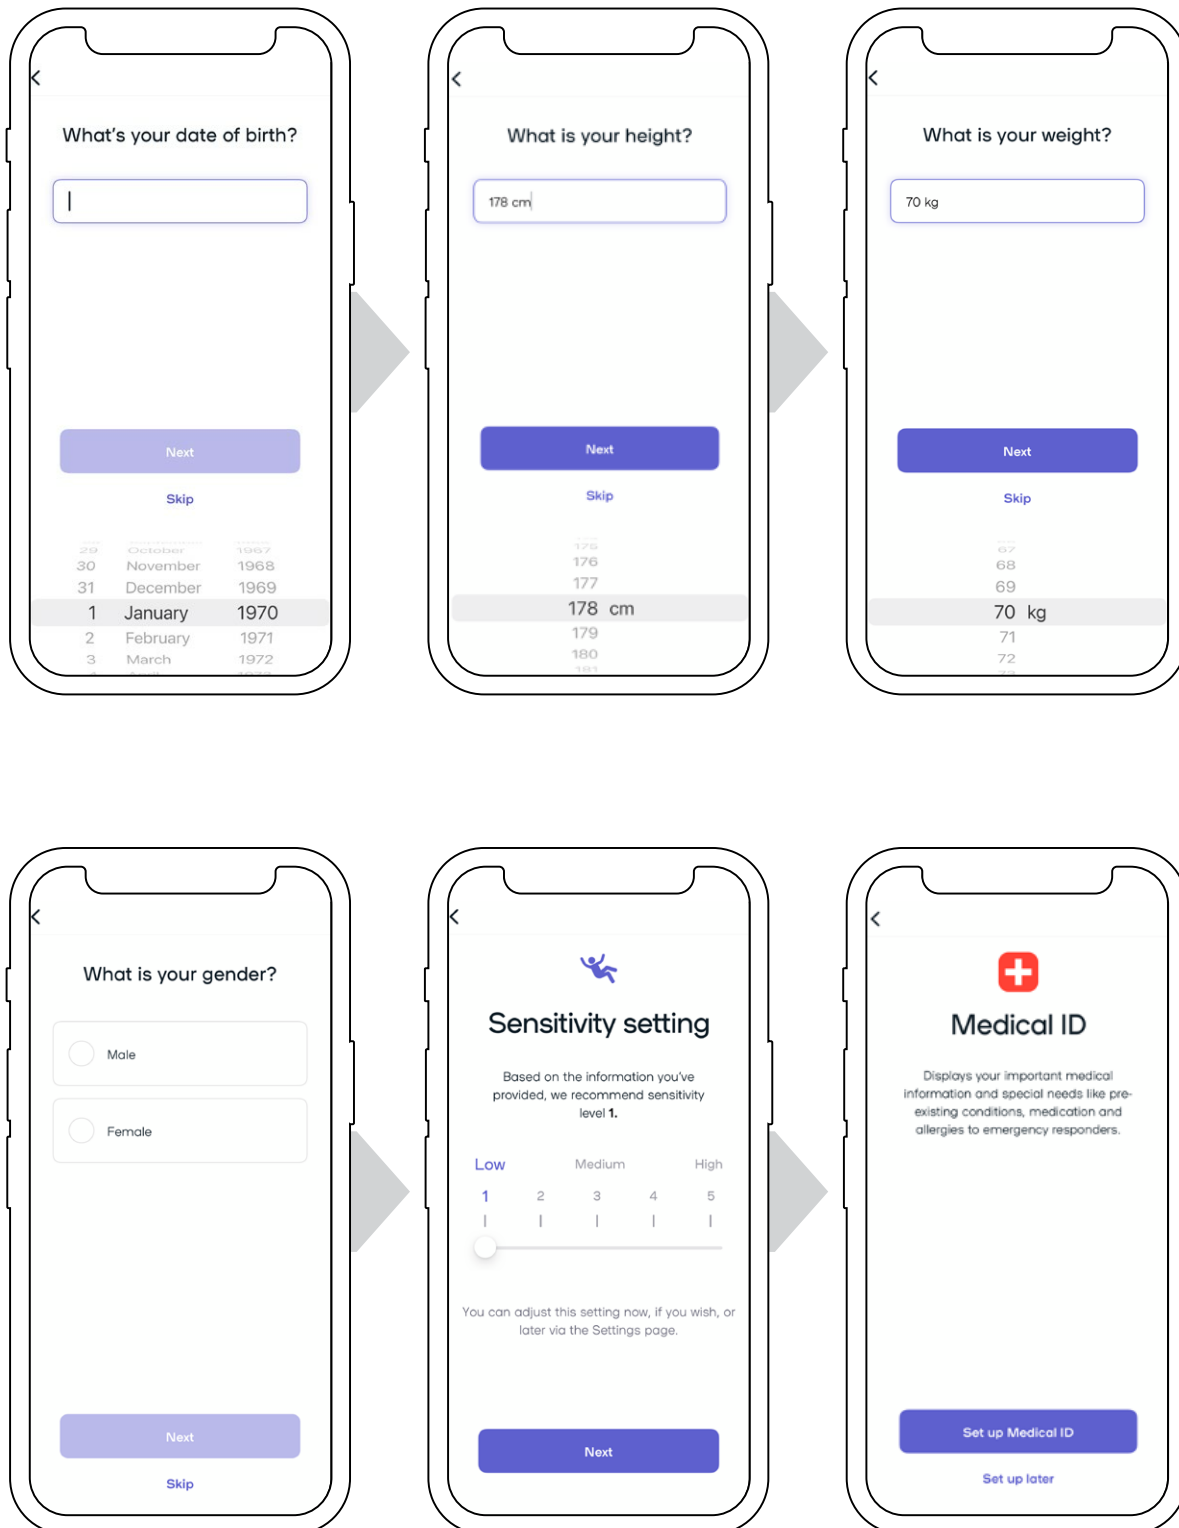 What's your date of birth?
Next
Skip
29 October 1967
30 November 1968
31 December 1969
1 January 1970
2 February 1971
3 March 1972
What is your height?
178 cm
Next
Skip
175
176
177
178 cm
179
180
181
What is your weight?
70 kg
Next
Skip
67
68
69
70 kg
71
72
What is your gender?
Male
Female
Next
Skip
Sensitivity setting
Based on the information you've
provided, we recommend sensitivity
level 1.
Low Medium High
1 2 3 4 5
You can adjust this setting now, if you wish, or
later via the Settings page.
Next
Medical ID
Displays your important medical
information and special needs like pre-
existing conditions, medication and
allergies to emergency responders.
Set up Medical ID
Set up later